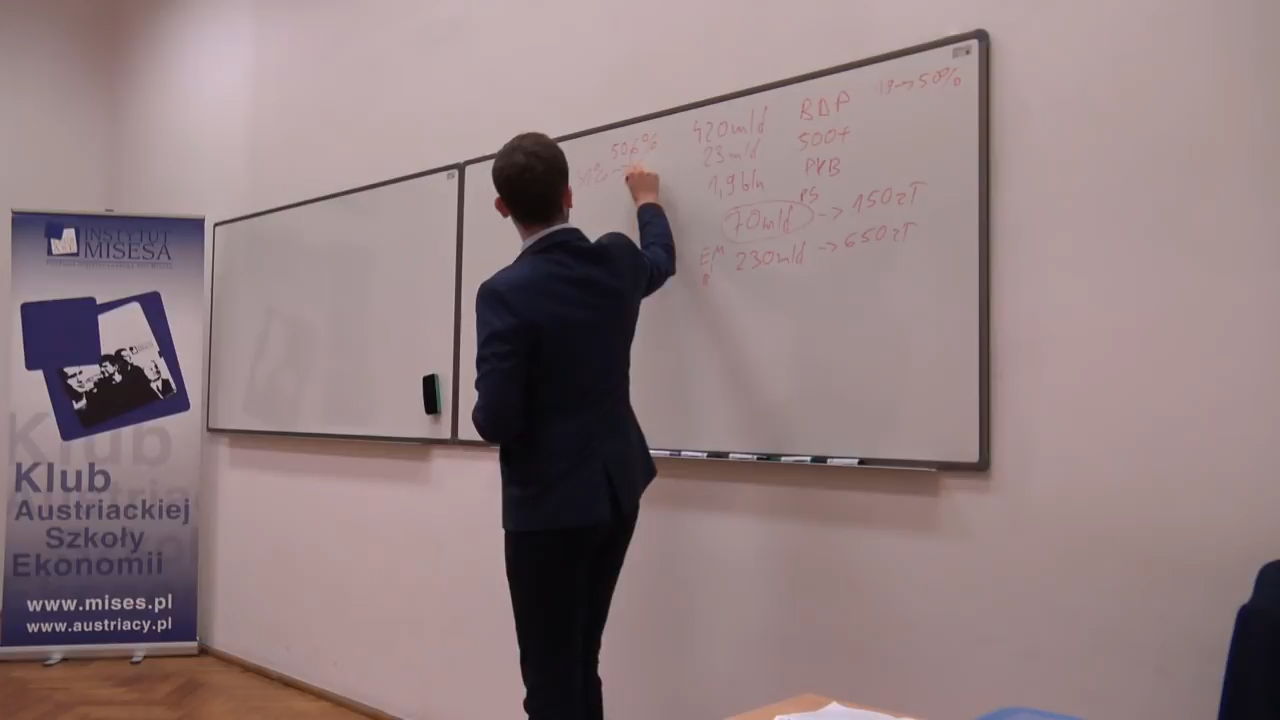 INSTYTUT
MISESA
Klub
Austriackiej
Szkoły
Ekonomii
www.mises.pl
www.austriacy.pl
50%
420mld BDP
23mld 500+
1,9bln PKB
PS
70mld -> 150zł
EM 230mld -> 650zł